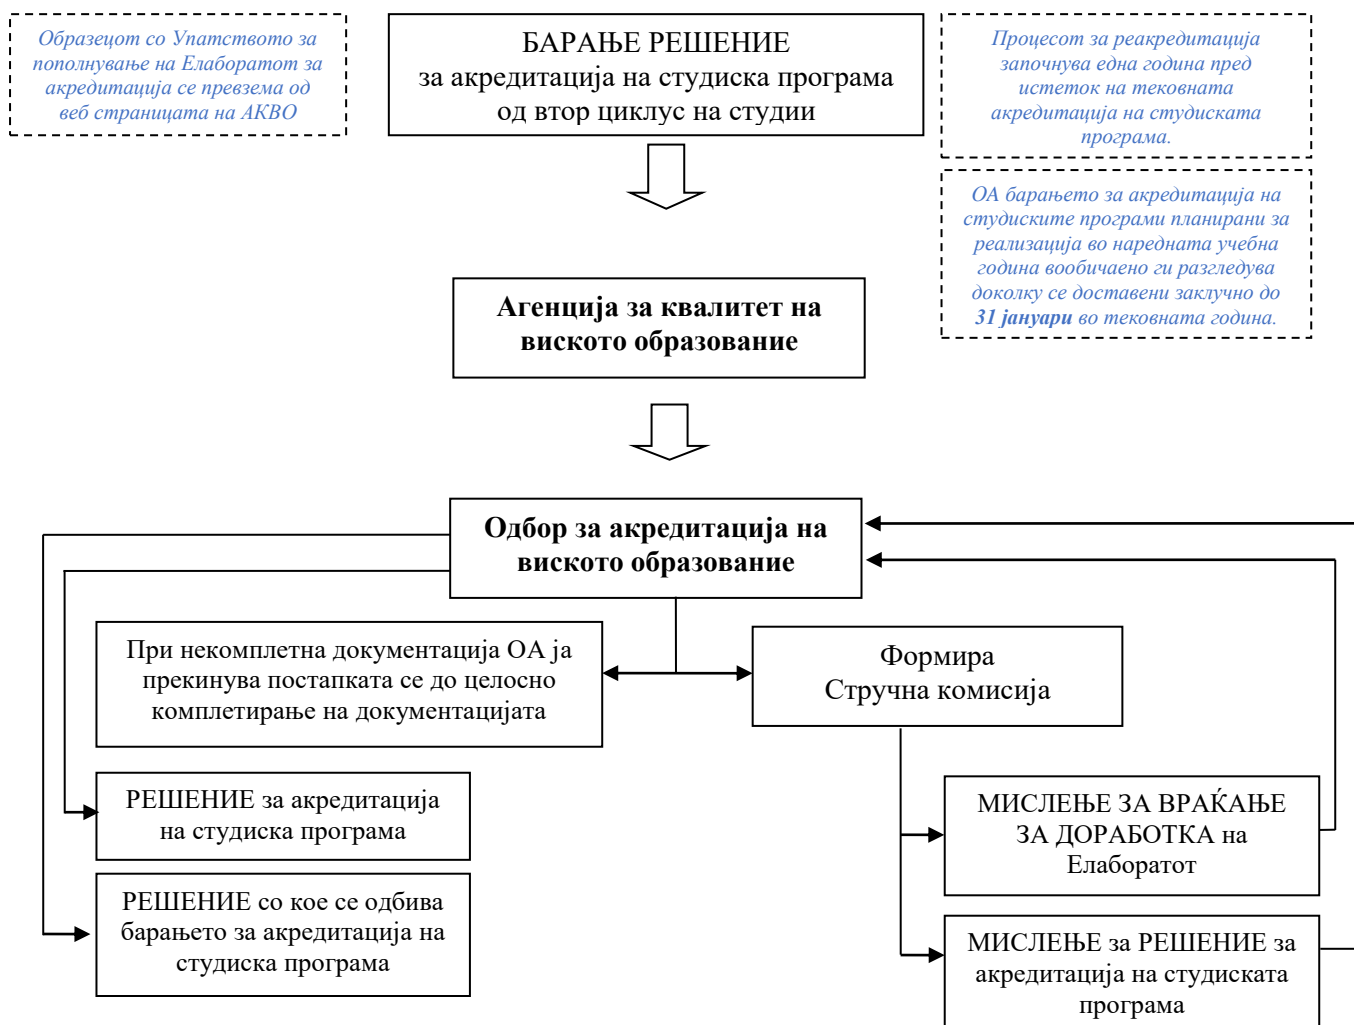 Образецот со Упатството за
пополнување на Елаборатот за
акредитација се превзема од
веб страницата на АКВО
БАРАЊЕ РЕШЕНИЕ
за акредитација на студиска програма
од втор циклус на студии
Процесот за реакредитација
започнува една година пред
истеток на тековната
акредитација на студиската
програма.
ОА барањето за акредитација на
студиските програми планирани за
реализација во наредната учебна
година вообичаено ги разгледува
доколку се доставени заклучно до
31 јануари во тековната година.
Агенција за квалитет на
виского образование
Одбор за акредитација на
виского образование
При некомплетна документација ОА ја
прекинува постапката се до целосно
комплетирање на документацијата
Формира
Стручна комисија
РЕШЕНИЕ за акредитација
на студиска програма
МИСЛЕЊЕ ЗА ВРАЌАЊЕ
ЗА ДОРАБОТКА на
Елаборатот
РЕШЕНИЕ со кое се одбива
барањето за акредитација на
студиска програма
МИСЛЕЊЕ за РЕШЕНИЕ за
акредитација на студиската
програма